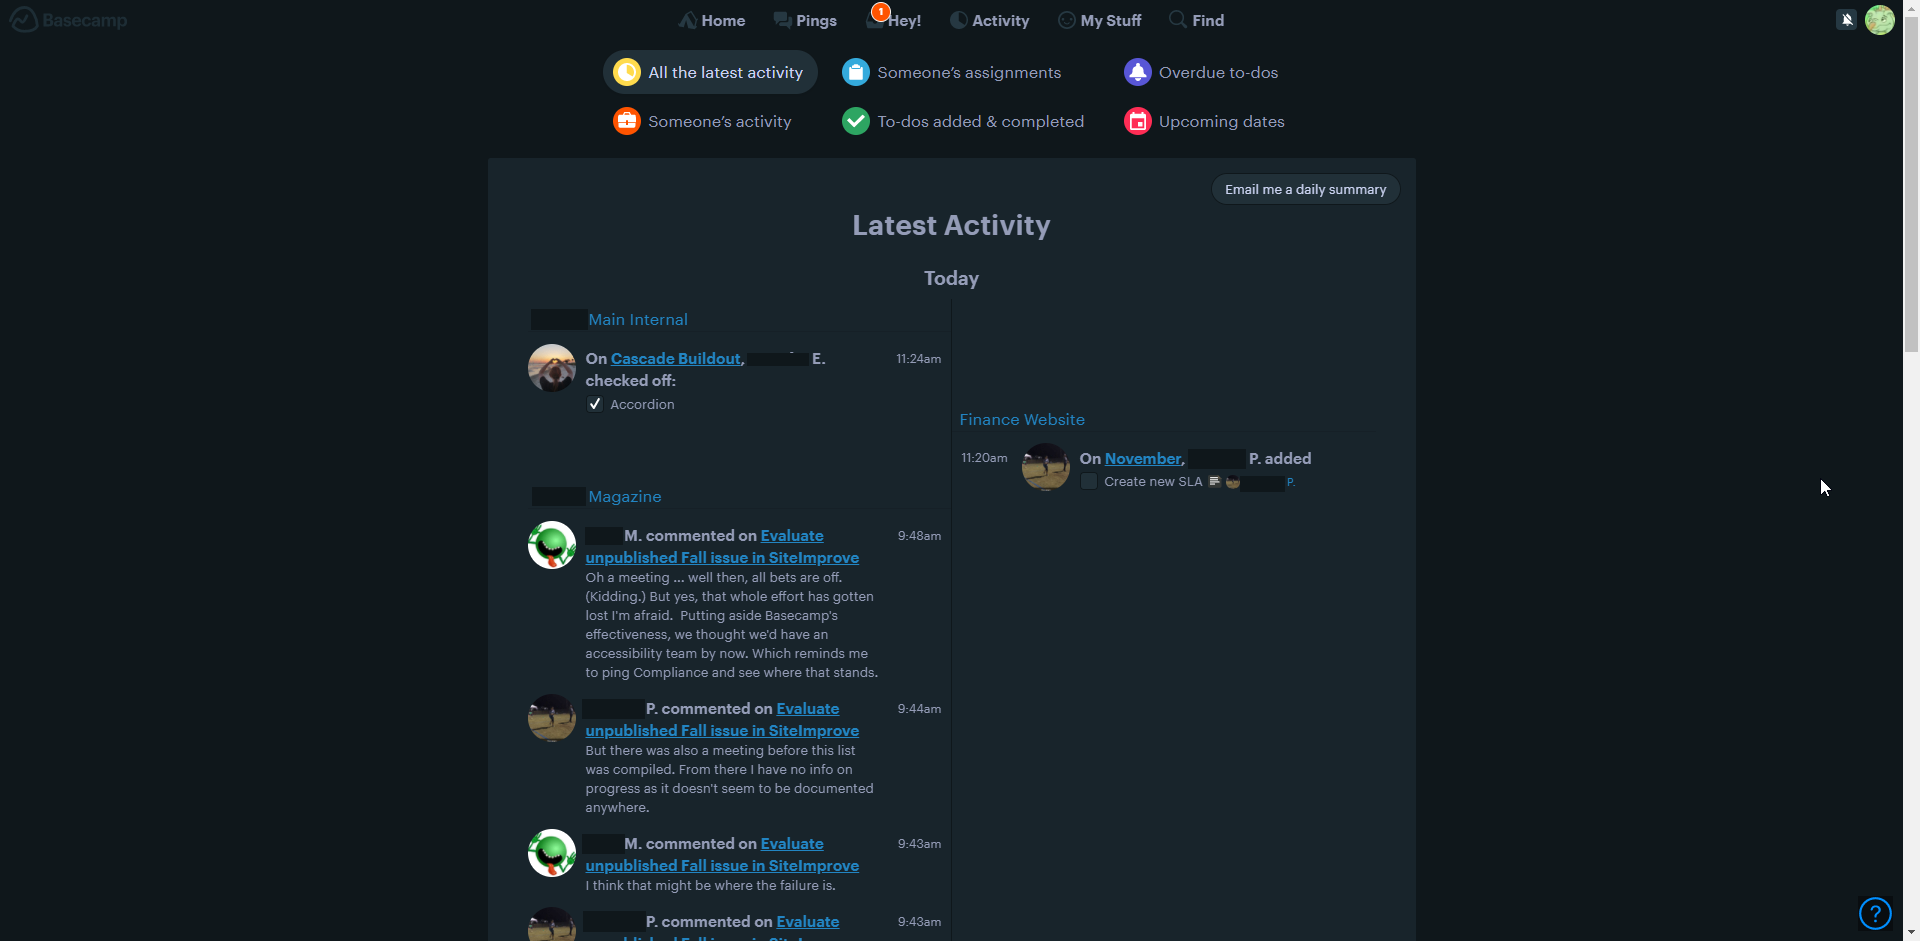 Basecamp
Home
Pings
1
Hey!
Activity
My Stuff
Find
All the latest activity
Someone's assignments
Overdue to-dos
Someone's activity
To-dos added & completed
Upcoming dates
Email me a daily summary
Latest Activity
Today
Main Internal
On Cascade Buildout, E.
11:24am
checked off:
Accordion
Finance Website
11:20am
On November, P. added
Create new SLA P.
Magazine
M. commented on Evaluate
9:48am
unpublished Fall issue in SiteImprove
Oh a meeting ... well then, all bets are off.
(Kidding.) But yes, that whole effort has gotten
lost I'm afraid.  Putting aside Basecamp's
effectiveness, we thought we'd have an
accessibility team by now. Which reminds me
to ping Compliance and see where that stands.
P. commented on Evaluate
9:44am
unpublished Fall issue in SiteImprove
But there was also a meeting before this list
was compiled. From there I have no info on
progress as it doesn't seem to be documented
anywhere.
M. commented on Evaluate
9:43am
unpublished Fall issue in SiteImprove
I think that might be where the failure is.
P. commented on Evaluate
9:43am
?